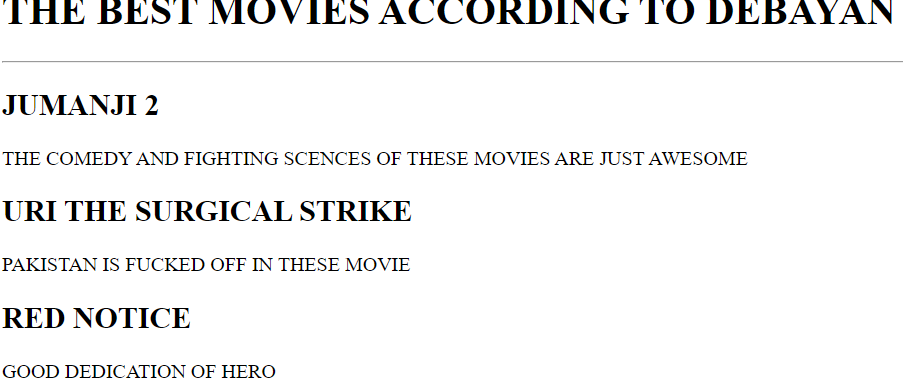 THE BEST MOVIES ACCORDING TO DEBAYAN
JUMANJI 2
THE COMEDY AND FIGHTING SCENCES OF THESE MOVIES ARE JUST AWESOME
URI THE SURGICAL STRIKE
PAKISTAN IS FUCKED OFF IN THESE MOVIE
RED NOTICE
GOOD DEDICATION OF HERO